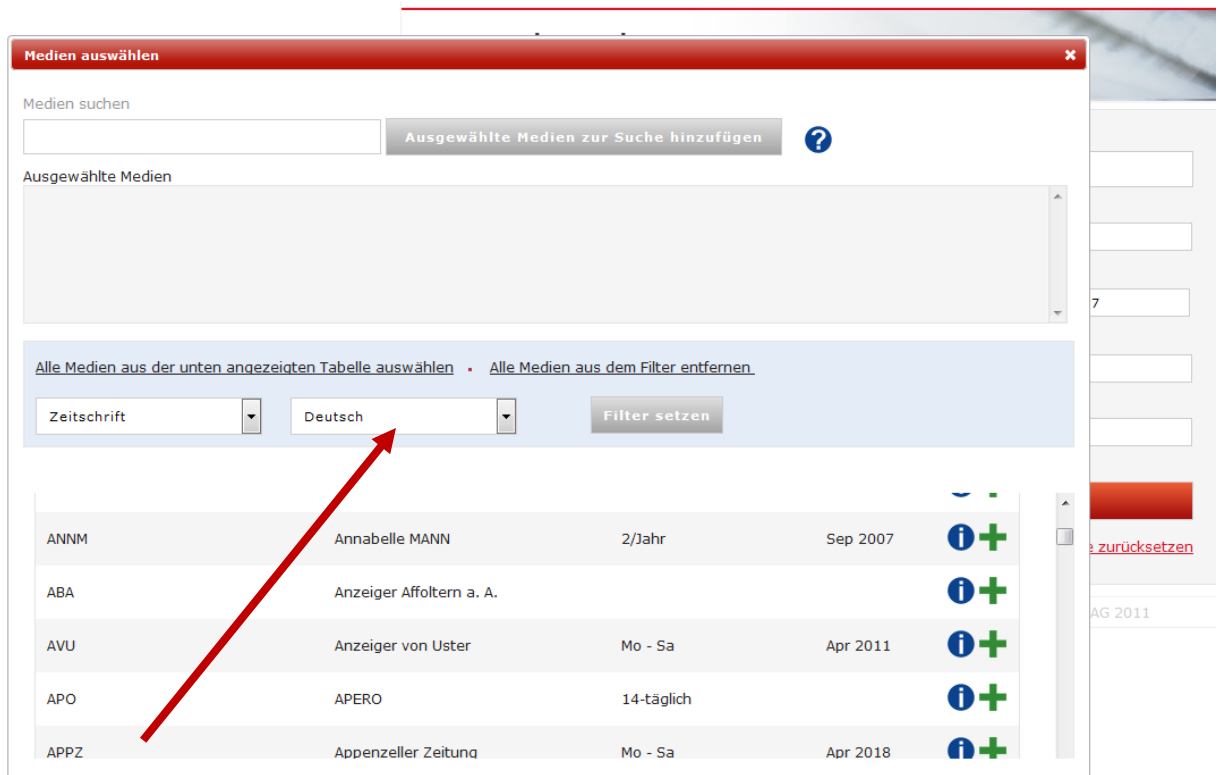 Medien auswählen
Medien suchen
Ausgewählte Medien zur Suche hinzufügen
?
Ausgewählte Medien
7
Alle Medien aus der unten angezeigten Tabelle auswählen • Alle Medien aus dem Filter entfernen
Zeitschrift Deutsch Filter setzen
ANNM Annabelle MANN 2/Jahr Sep 2007
zurücksetzen
ABA Anzeiger Affoltern a. A.
AG 2011
AVU Anzeiger von Uster Mo - Sa Apr 2011
APO APERO 14-täglich
APPZ Appenzeller Zeitung Mo - Sa Apr 2018